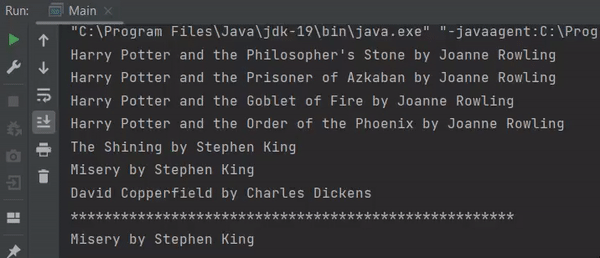 Run: Main
"C:\Program Files\Java\jdk-19\bin\java.exe" "-javaagent:C:\Prog
Harry Potter and the Philosopher's Stone by Joanne Rowling
Harry Potter and the Prisoner of Azkaban by Joanne Rowling
Harry Potter and the Goblet of Fire by Joanne Rowling
Harry Potter and the Order of the Phoenix by Joanne Rowling
The Shining by Stephen King
Misery by Stephen King
David Copperfield by Charles Dickens
*****************************************************
Misery by Stephen King